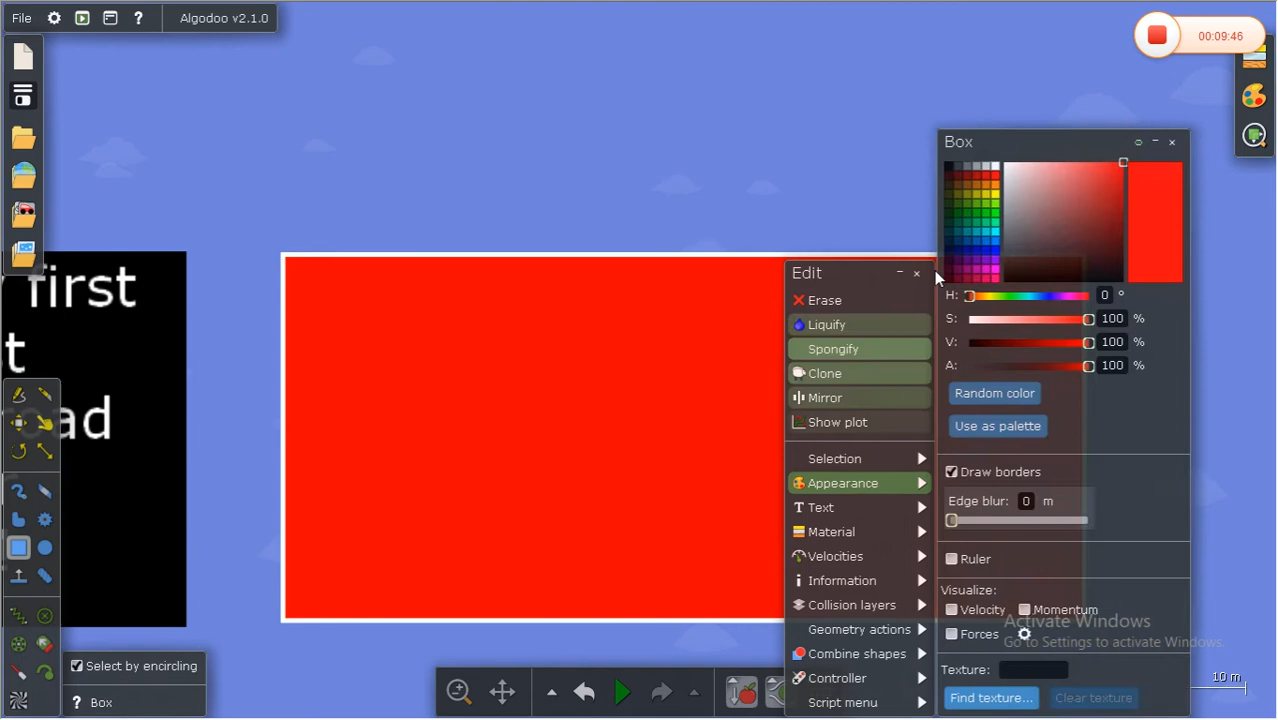 File ? Algodoo v2.1.0
00:09:46
Box
first
t
ad
Edit
Erase
Liquify
Spongify
Clone
Mirror
Show plot
Selection
Appearance
Text
Material
Velocities
Information
Collision layers
Geometry actions
Combine shapes
Controller
Script menu
H: 0 °
S: 100 %
V: 100 %
A: 100 %
Random color
Use as palette
Draw borders
Edge blur: 0 m
Ruler
Visualize:
Velocity Momentum
Forces
Activate Windows
Go to Settings to activate Windows.
Texture:
Find texture... Clear texture
Select by encircling
? Box
10 m